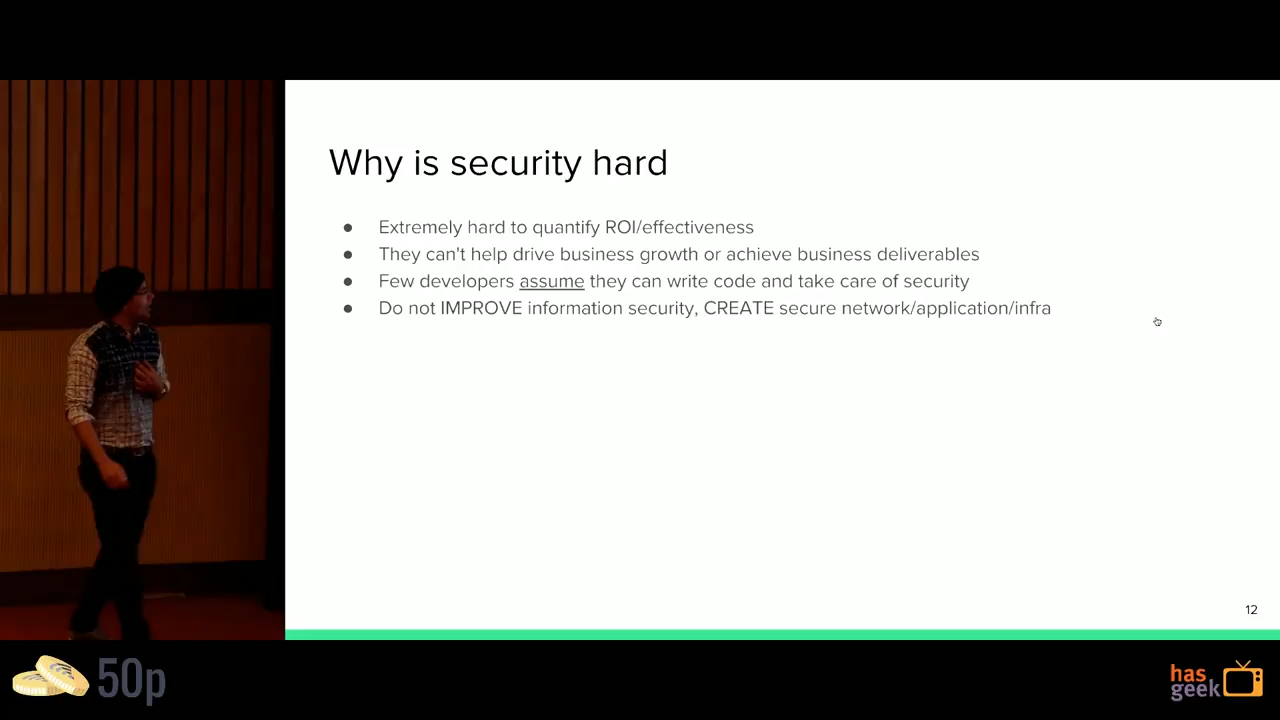 Why is security hard
● Extremely hard to quantify ROI/effectiveness
● They can't help drive business growth or achieve business deliverables
● Few developers assume they can write code and take care of security
● Do not IMPROVE information security, CREATE secure network/application/infra
12
50p
has
geek